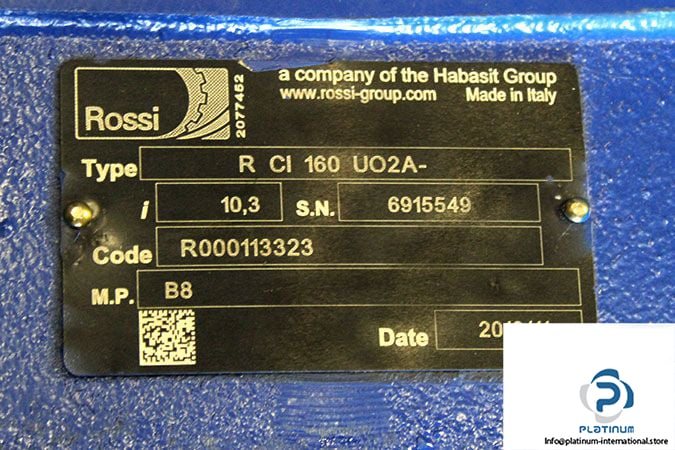 a company of the Habasit Group
www.rossi-group.com Made in Italy
Rossi
2077452
Type R CI 160 UO2A-
i 10,3 S.N. 6915549
Code R000113323
M.P. B8
Date
PLATINUM
Info@platinum-international.store